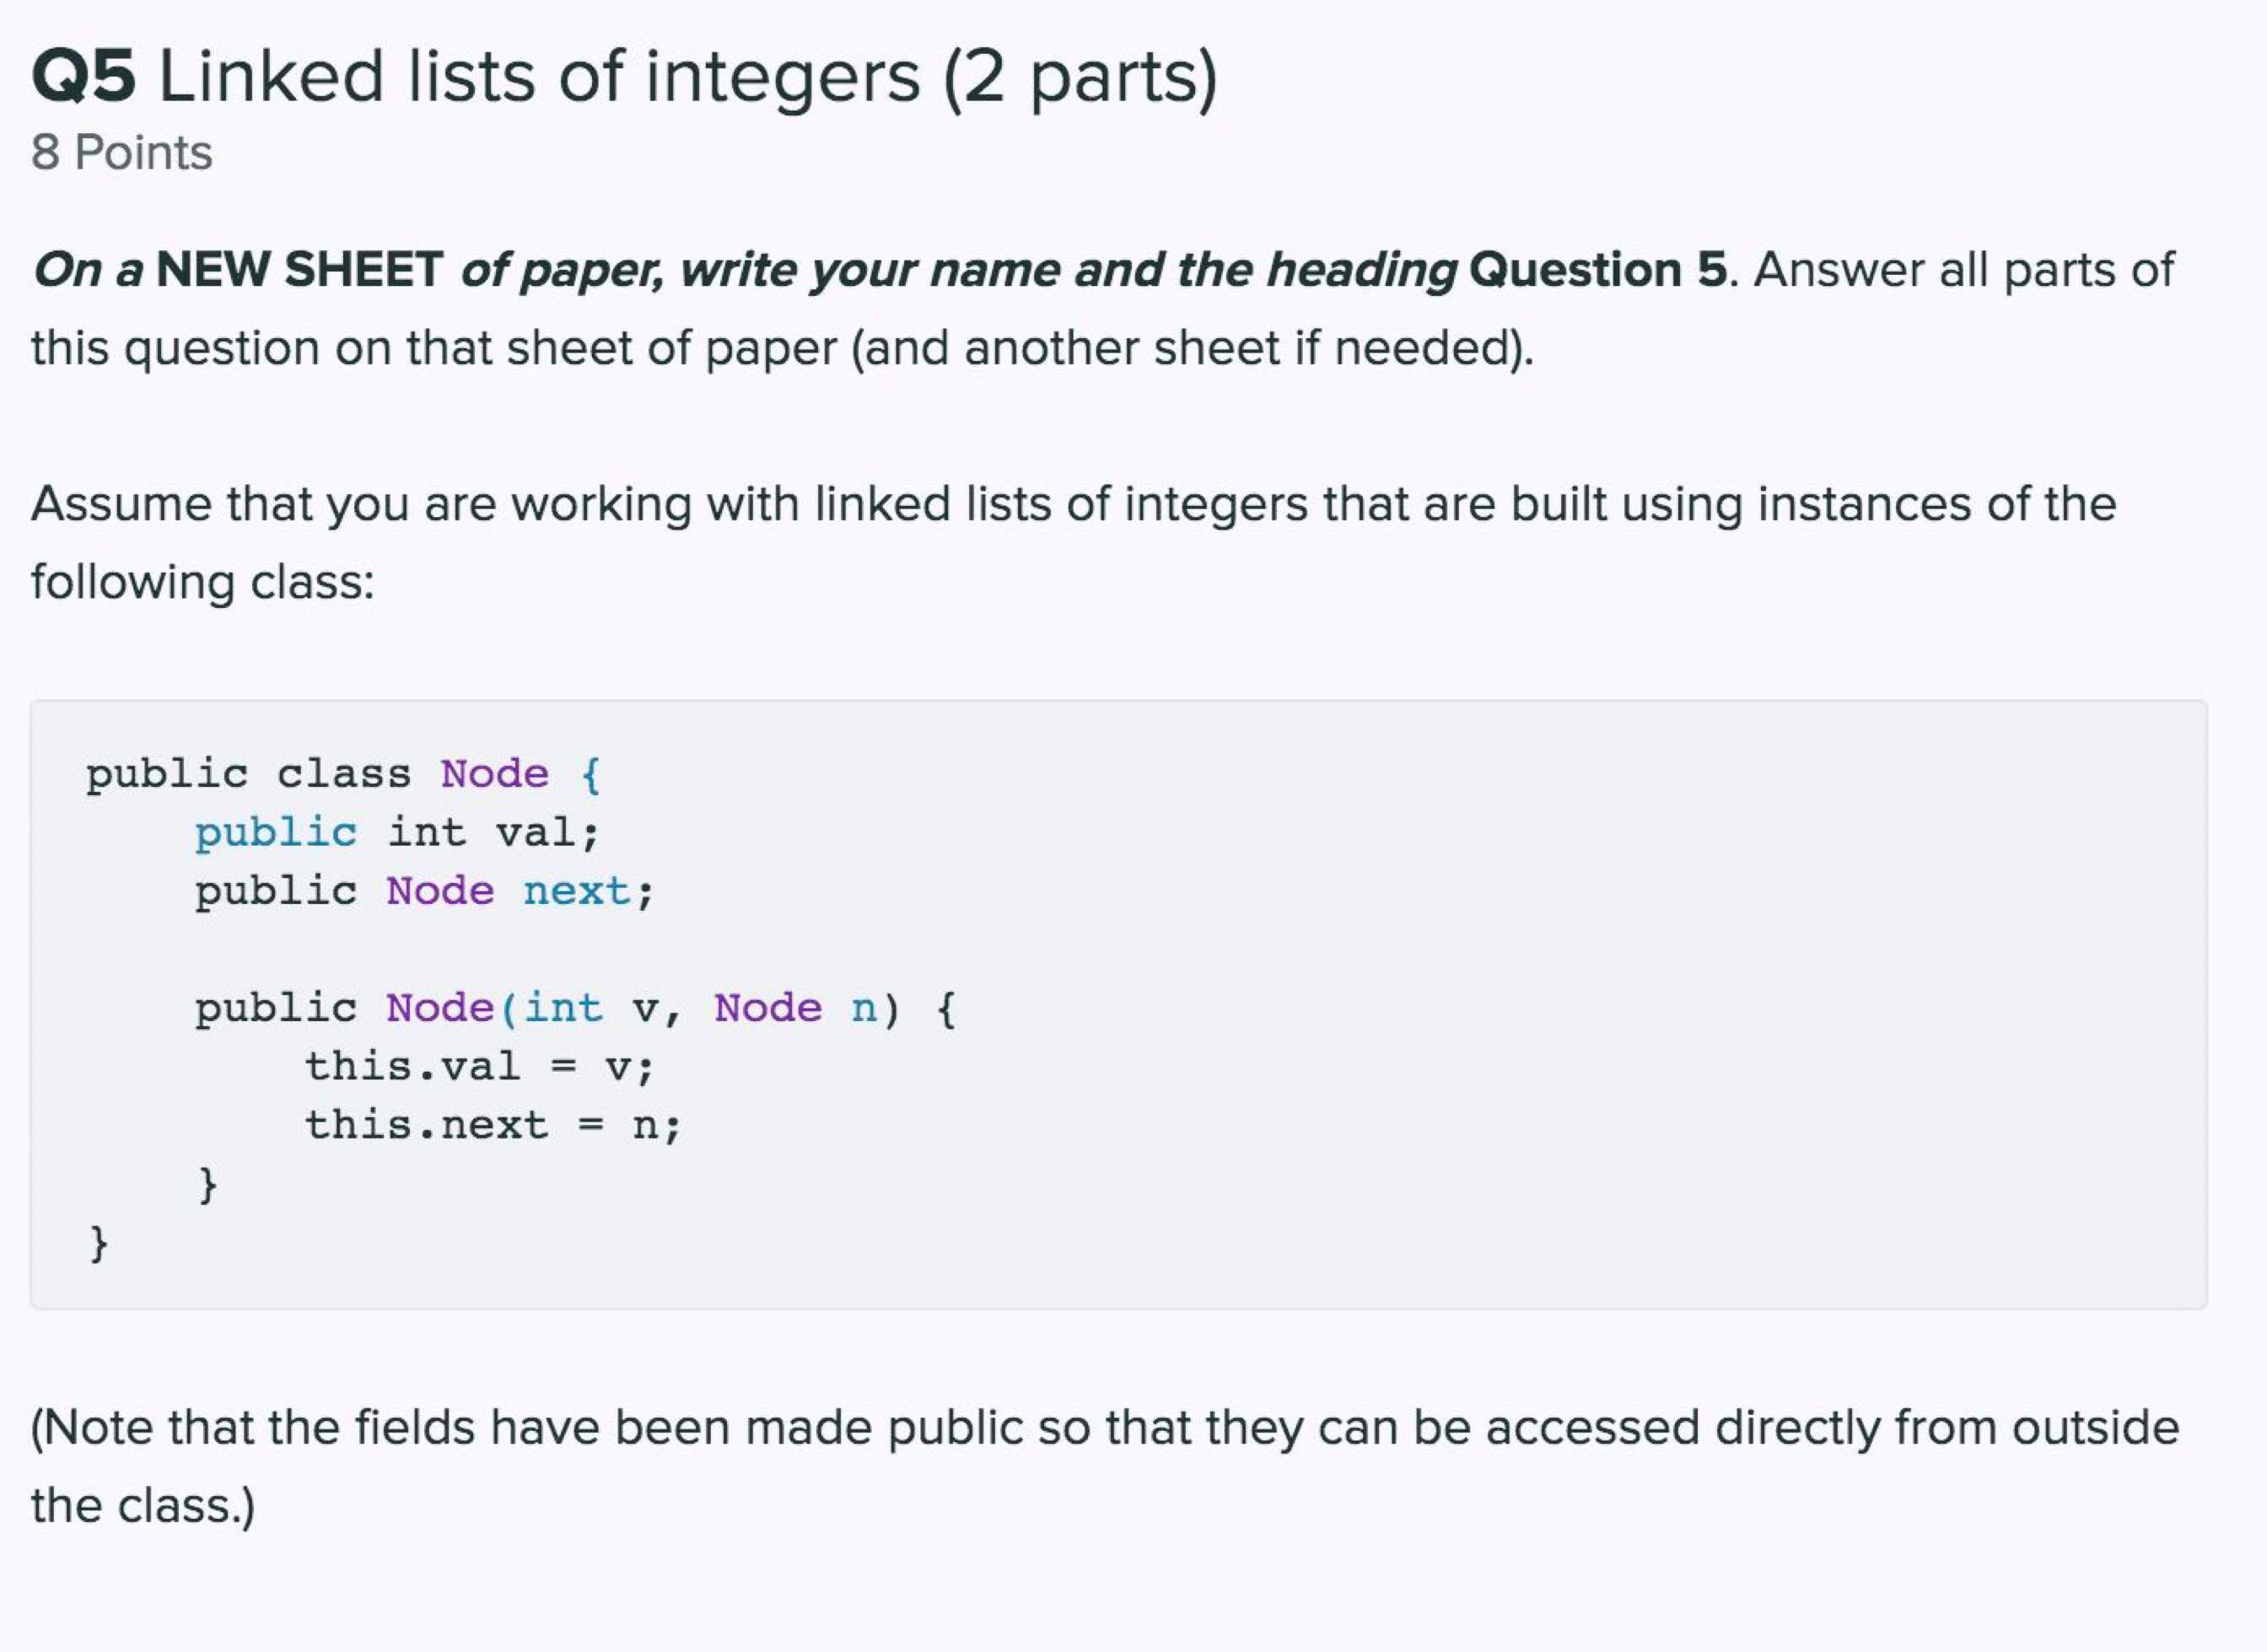 Q5 Linked lists of integers (2 parts)
8 Points
On a NEW SHEET of paper, write your name and the heading Question 5. Answer all parts of
this question on that sheet of paper (and another sheet if needed).
Assume that you are working with linked lists of integers that are built using instances of the
following class:
public class Node {
    public int val;
    public Node next;
    public Node(int v, Node n) {
        this.val = v;
        this.next = n;
    }
}
(Note that the fields have been made public so that they can be accessed directly from outside
the class.)